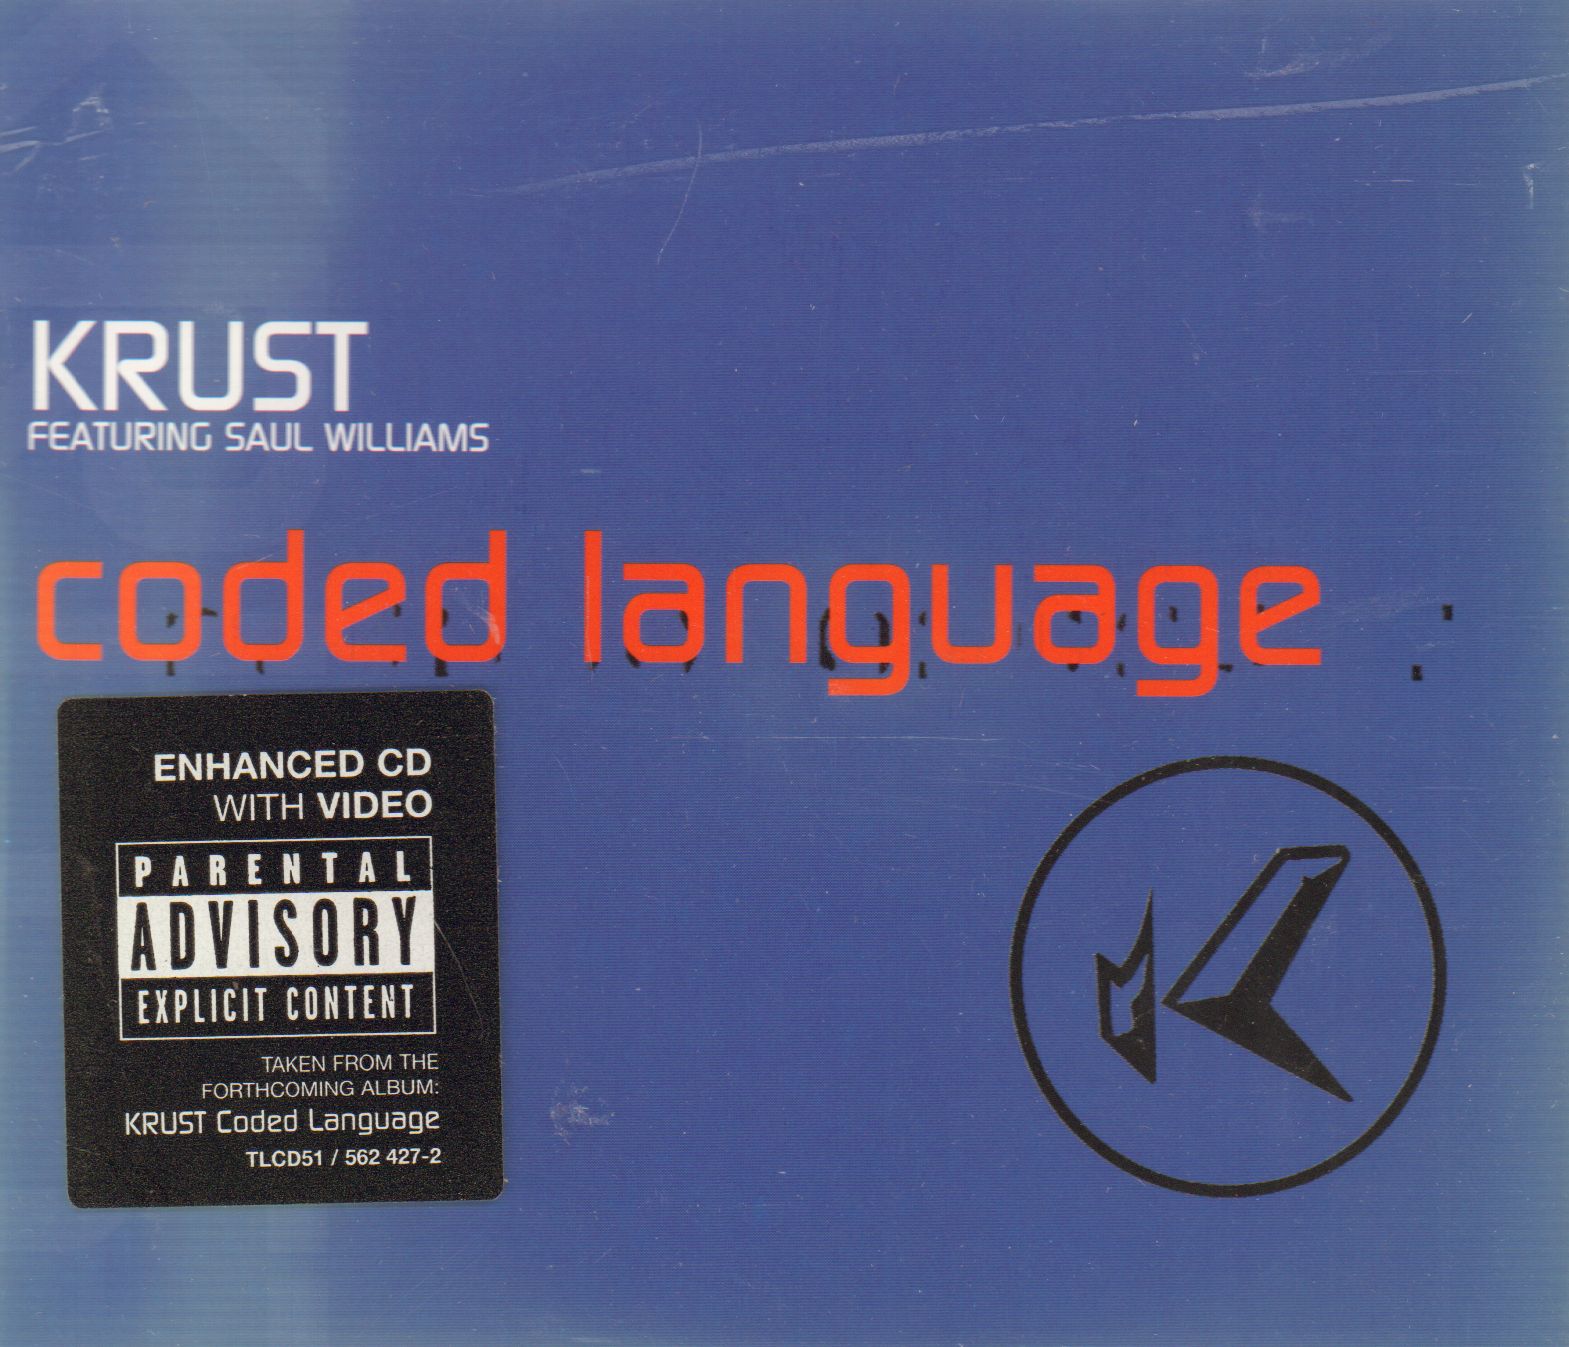 KRUST
FEATURING SAUL WILLIAMS
coded language
ENHANCED CD
WITH VIDEO
PARENTAL
ADVISORY
EXPLICIT CONTENT
TAKEN FROM THE
FORTHCOMING ALBUM:
KRUST Coded Language
TLCD51 / 562 427-2